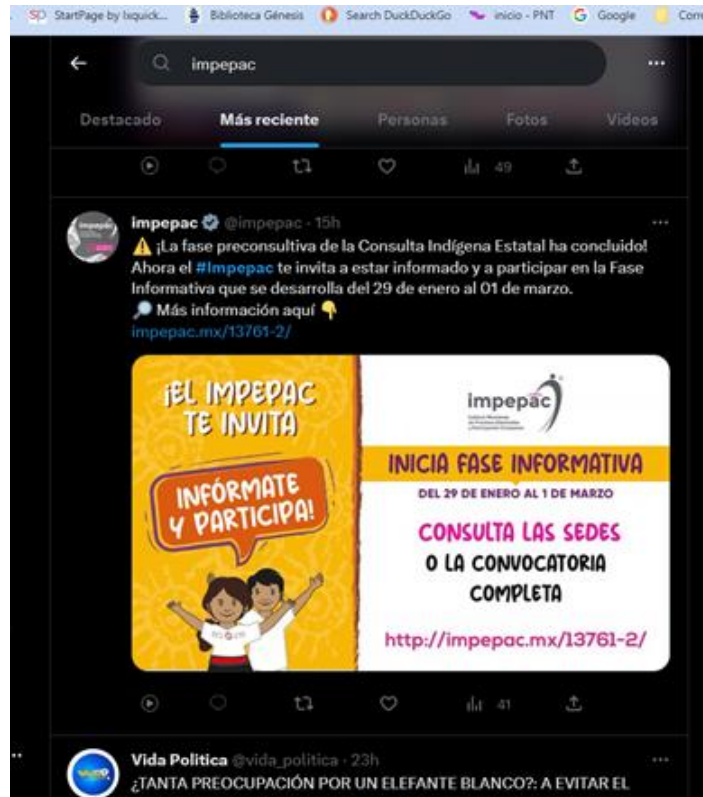 StartPage by Ixquick...
Biblioteca Génesis
Search DuckDuckGo
inicio - PNT
Google
Corre
impepac
Destacado
Más reciente
Personas
Fotos
Videos
49
impepac @impepac · 15h
⚠️ ¡La fase preconsultiva de la Consulta Indígena Estatal ha concluido!
Ahora el #Impepac te invita a estar informado y a participar en la Fase
Informativa que se desarrolla del 29 de enero al 01 de marzo.
🔎 Más información aquí 👇
impepac.mx/13761-2/
¡EL IMPEPAC
TE INVITA
INFÓRMATE
Y PARTICIPA!
impepac
INICIA FASE INFORMATIVA
DEL 29 DE ENERO AL 1 DE MARZO
CONSULTA LAS SEDES
O LA CONVOCATORIA
COMPLETA
http://impepac.mx/13761-2/
41
Vida Politica @vida_politica · 23h
¿TANTA PREOCUPACIÓN POR UN ELEFANTE BLANCO?: A EVITAR EL